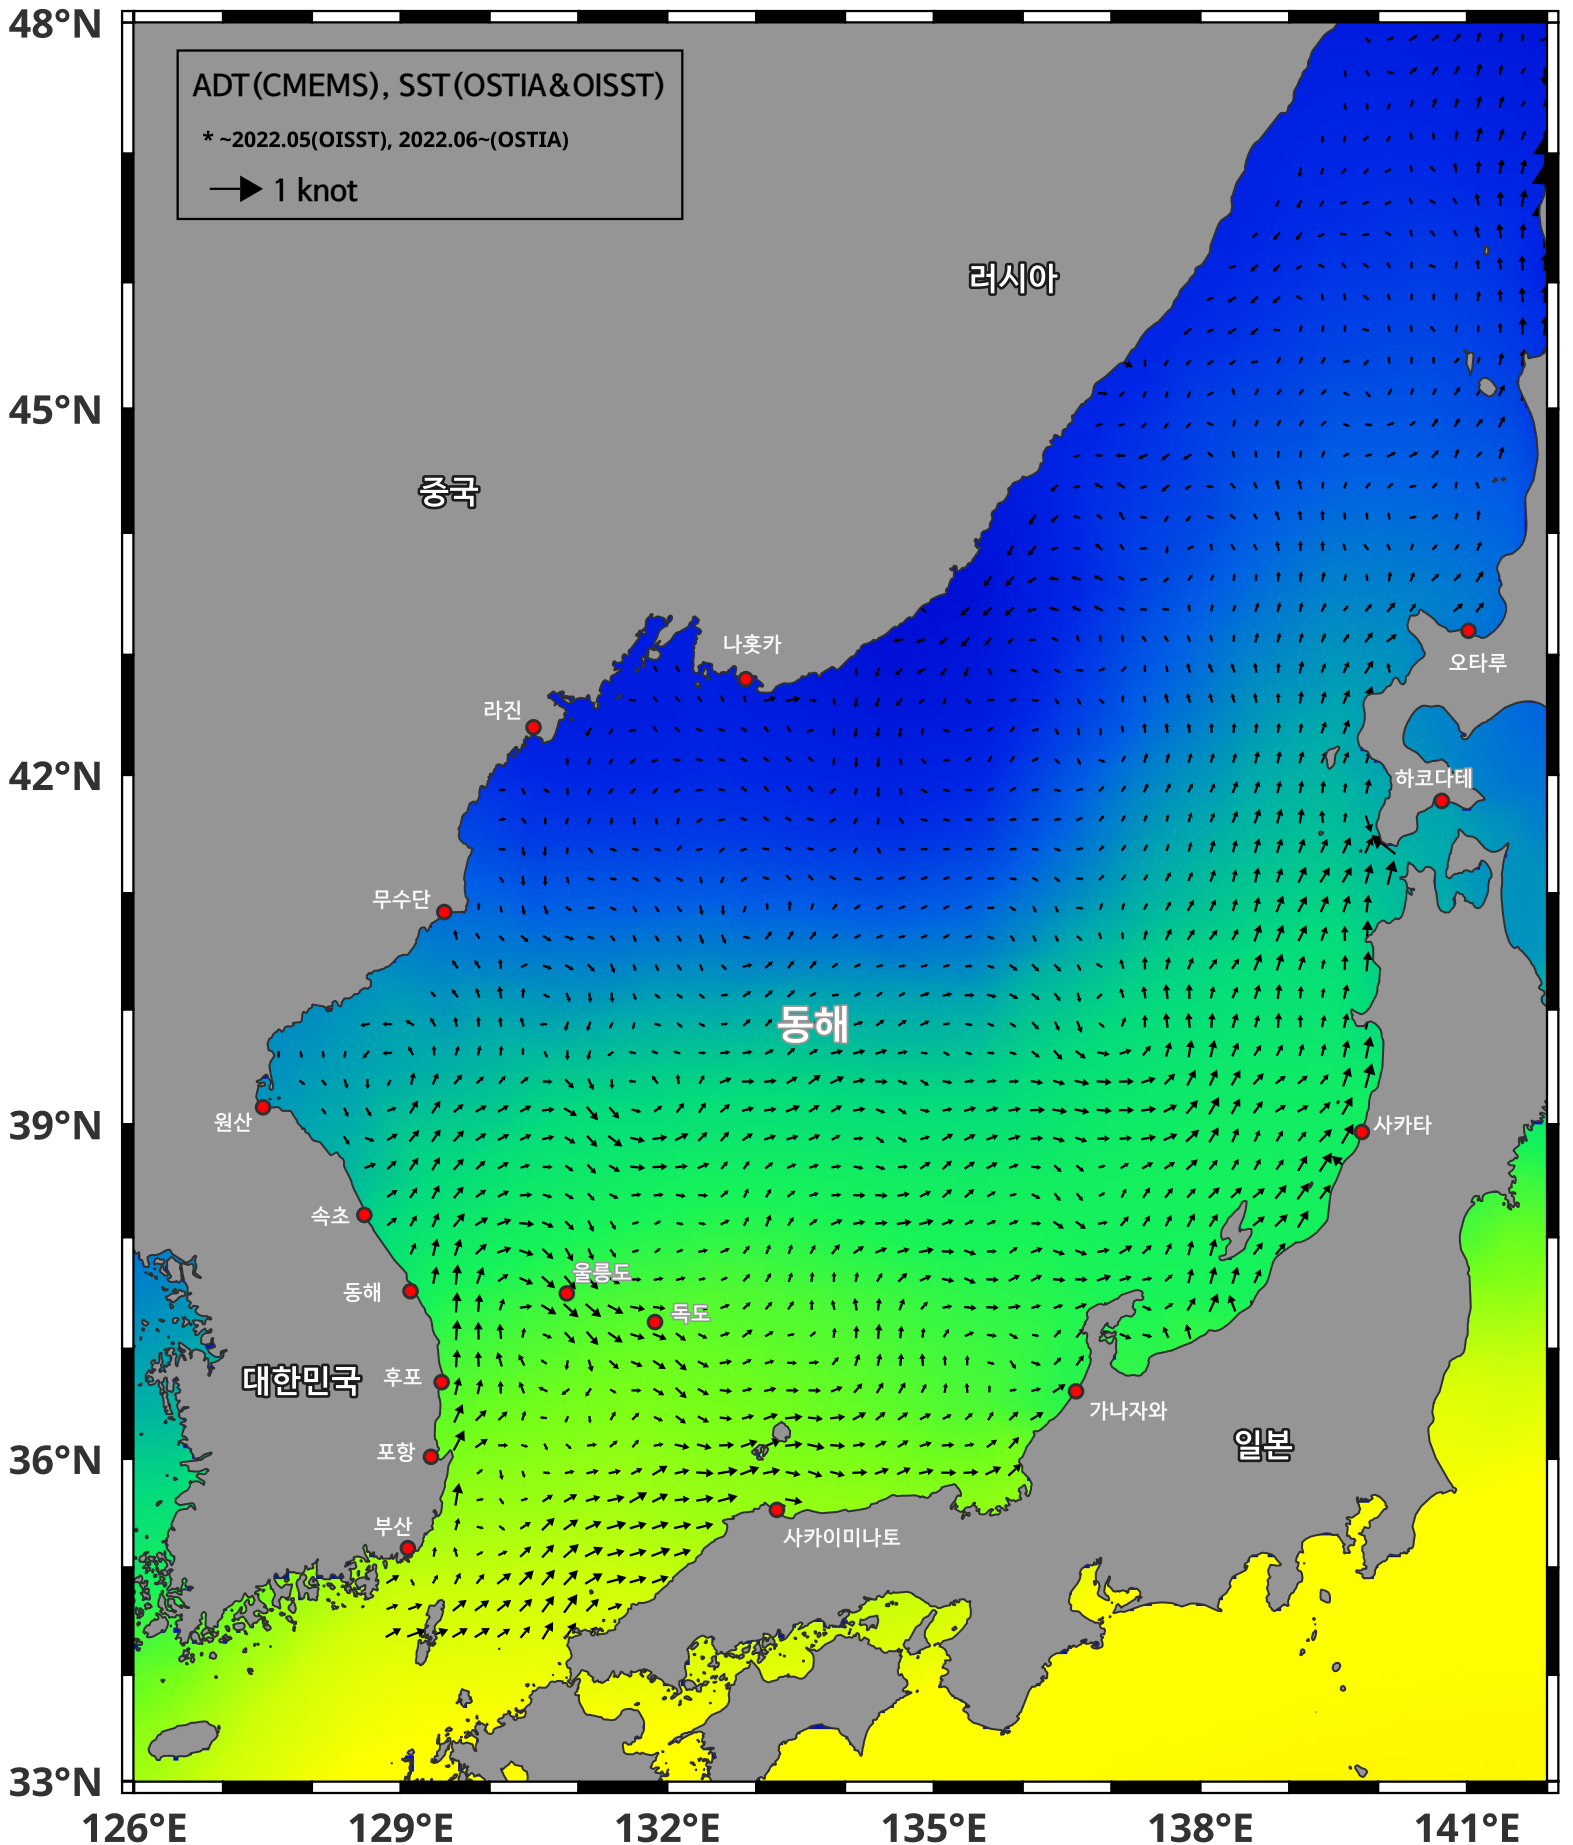 48°N
ADT(CMEMS), SST(OSTIA&OISST)
* ~2022.05(OISST), 2022.06~(OSTIA)
1 knot
러시아
45°N
중국
나홋카
오타루
라진
42°N
하코다테
무수단
동해
39°N
원산
사카타
속초
울릉도
동해
독도
대한민국
후포
가나자와
일본
포항
36°N
부산
사카이미나토
33°N
126°E
129°E
132°E
135°E
138°E
141°E